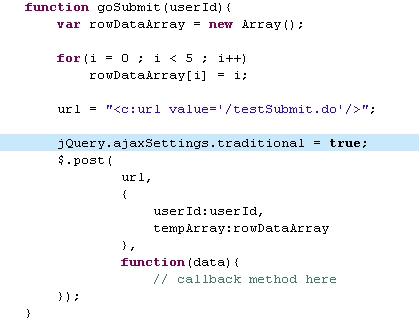 function goSubmit(userId){
var rowDataArray = new Array();
for(i = 0 ; i < 5 ; i++)
rowDataArray[i] = i;
url = "<c:url value='/testSubmit.do'/>";
jQuery.ajaxSettings.traditional = true;
$.post(
url,
{
userId:userId,
tempArray:rowDataArray
},
function(data){
// callback method here
});
}